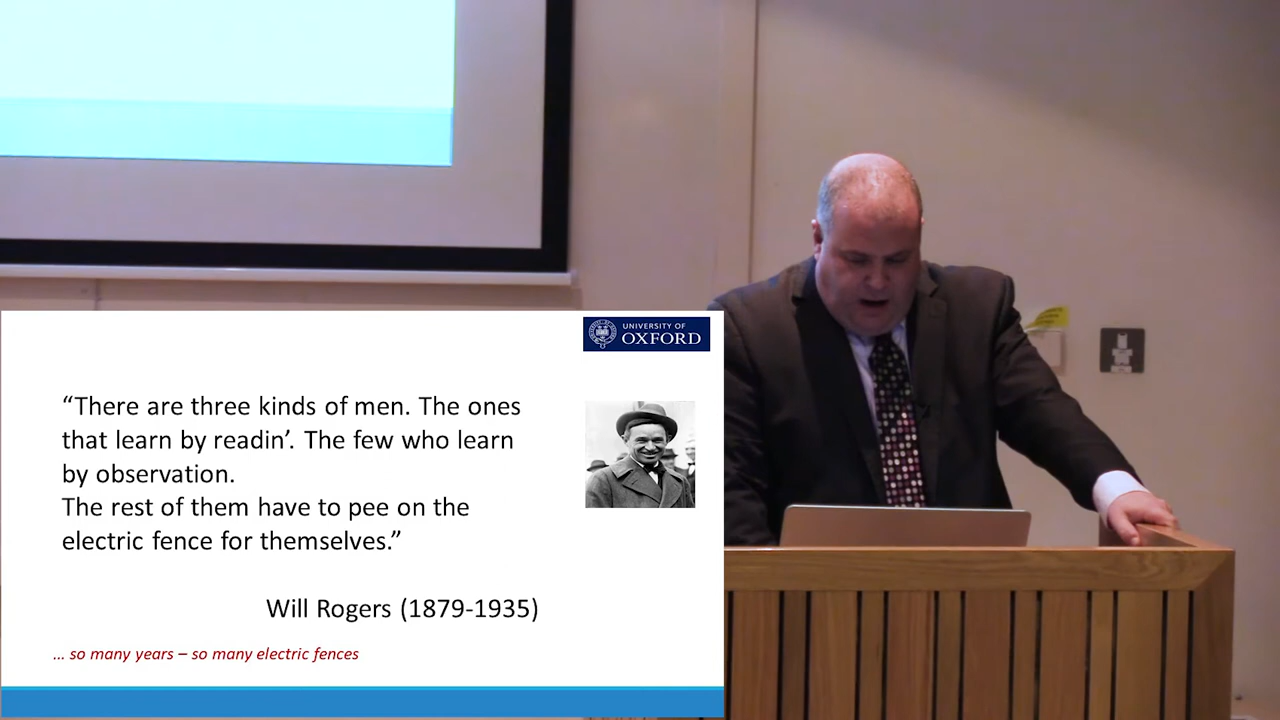 UNIVERSITY OF
OXFORD
“There are three kinds of men. The ones
that learn by readin’. The few who learn
by observation.
The rest of them have to pee on the
electric fence for themselves.”
Will Rogers (1879-1935)
... so many years – so many electric fences